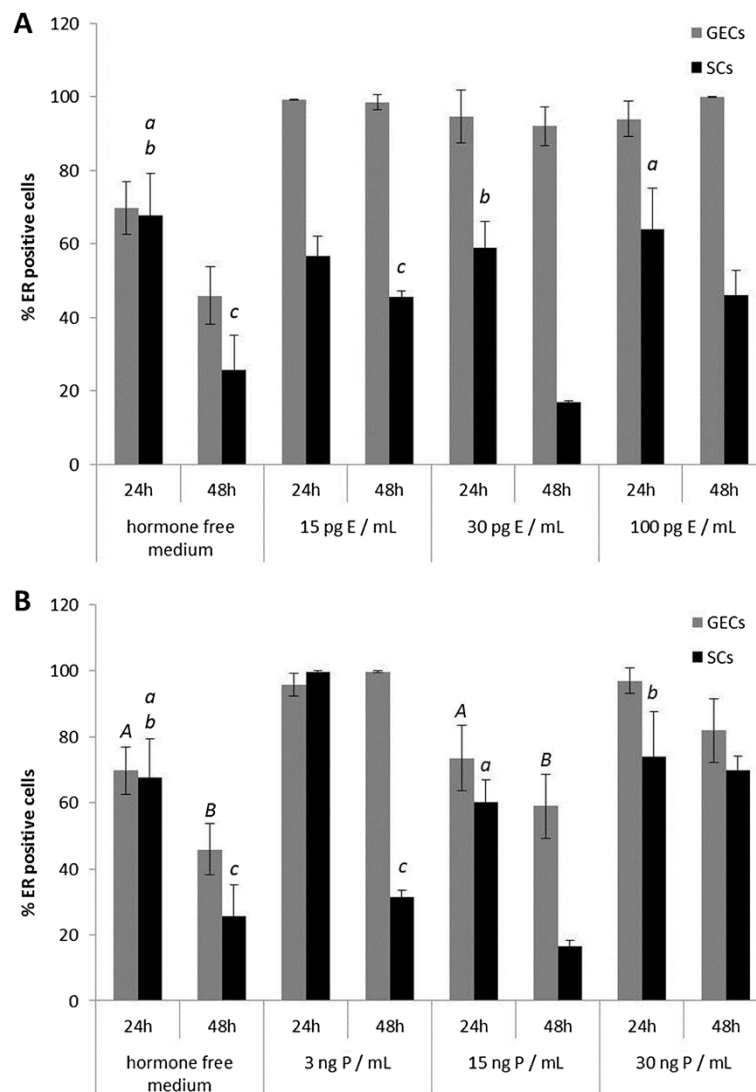 A
120
100
80
60
40
20
0
% ER positive cells
GECs
SCs
a
b
c
c
b
a
24h 48h 24h 48h 24h 48h 24h 48h
hormone free medium
15 pg E / mL
30 pg E / mL
100 pg E / mL
B
120
100
80
60
40
20
0
% ER positive cells
GECs
SCs
A
a
b
B
c
c
A
a
B
b
24h 48h 24h 48h 24h 48h 24h 48h
hormone free medium
3 ng P / mL
15 ng P / mL
30 ng P / mL